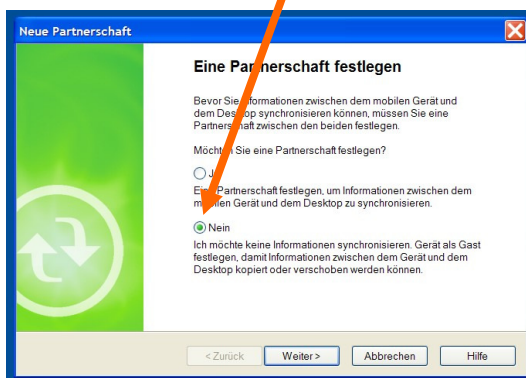 Neue Partnerschaft
Eine Partnerschaft festlegen
Bevor Sie Informationen zwischen dem mobilen Gerät und
dem Desktop synchronisieren können, müssen Sie eine
Partnerschaft zwischen den beiden festlegen.
Möchten Sie eine Partnerschaft festlegen?
Ja
Eine Partnerschaft festlegen, um Informationen zwischen dem
mobilen Gerät und dem Desktop zu synchronisieren.
Nein
Ich möchte keine Informationen synchronisieren. Gerät als Gast
festlegen, damit Informationen zwischen dem Gerät und dem
Desktop kopiert oder verschoben werden können.
< Zurück Weiter > Abbrechen Hilfe